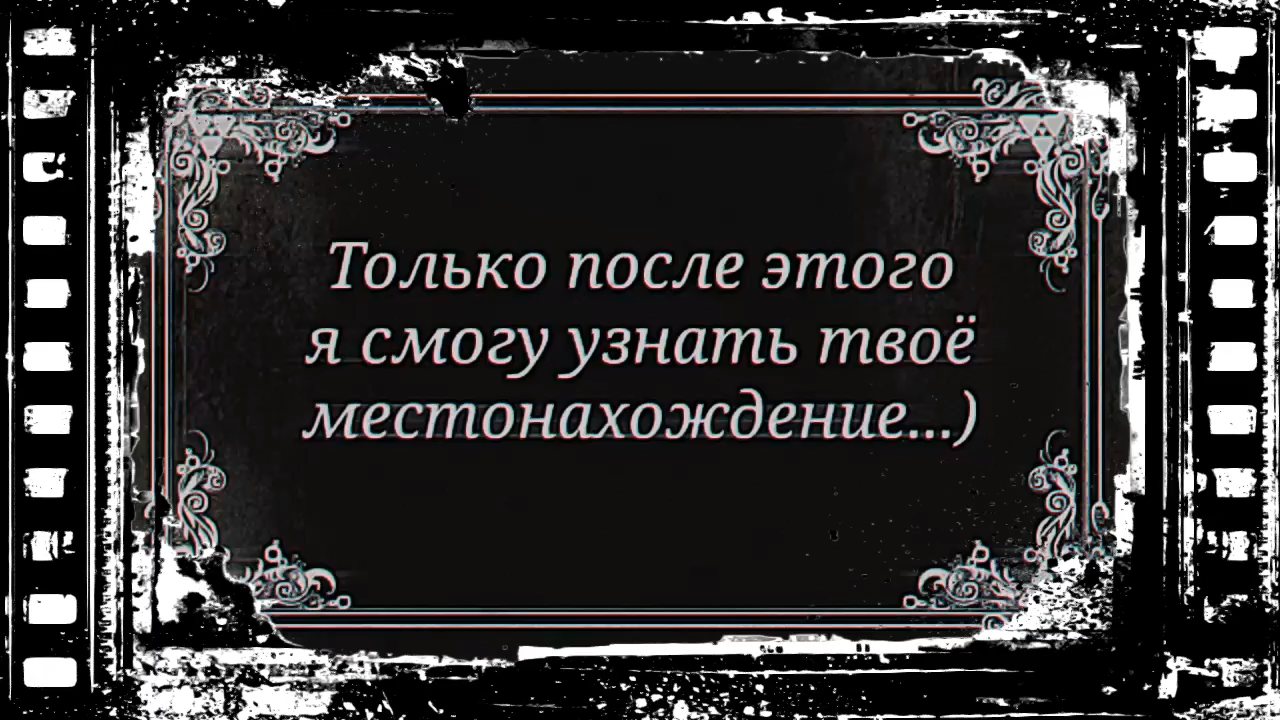 Только после этого
я смогу узнать твоё
местонахождение...)